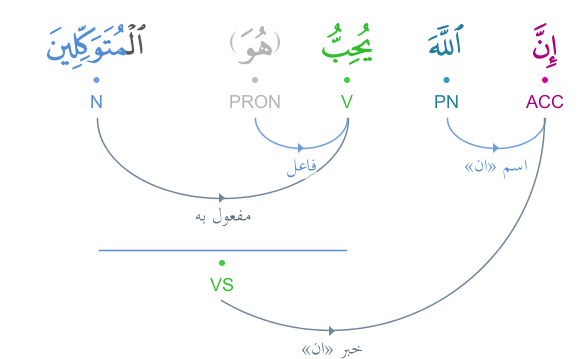 إِنَّ ٱللَّهَ يُحِبُّ (هُوَ) ٱلْمُتَوَكِّلِينَ
ACC PN V PRON N
اسم «ان» فاعل
مفعول به
VS
خبر «ان»